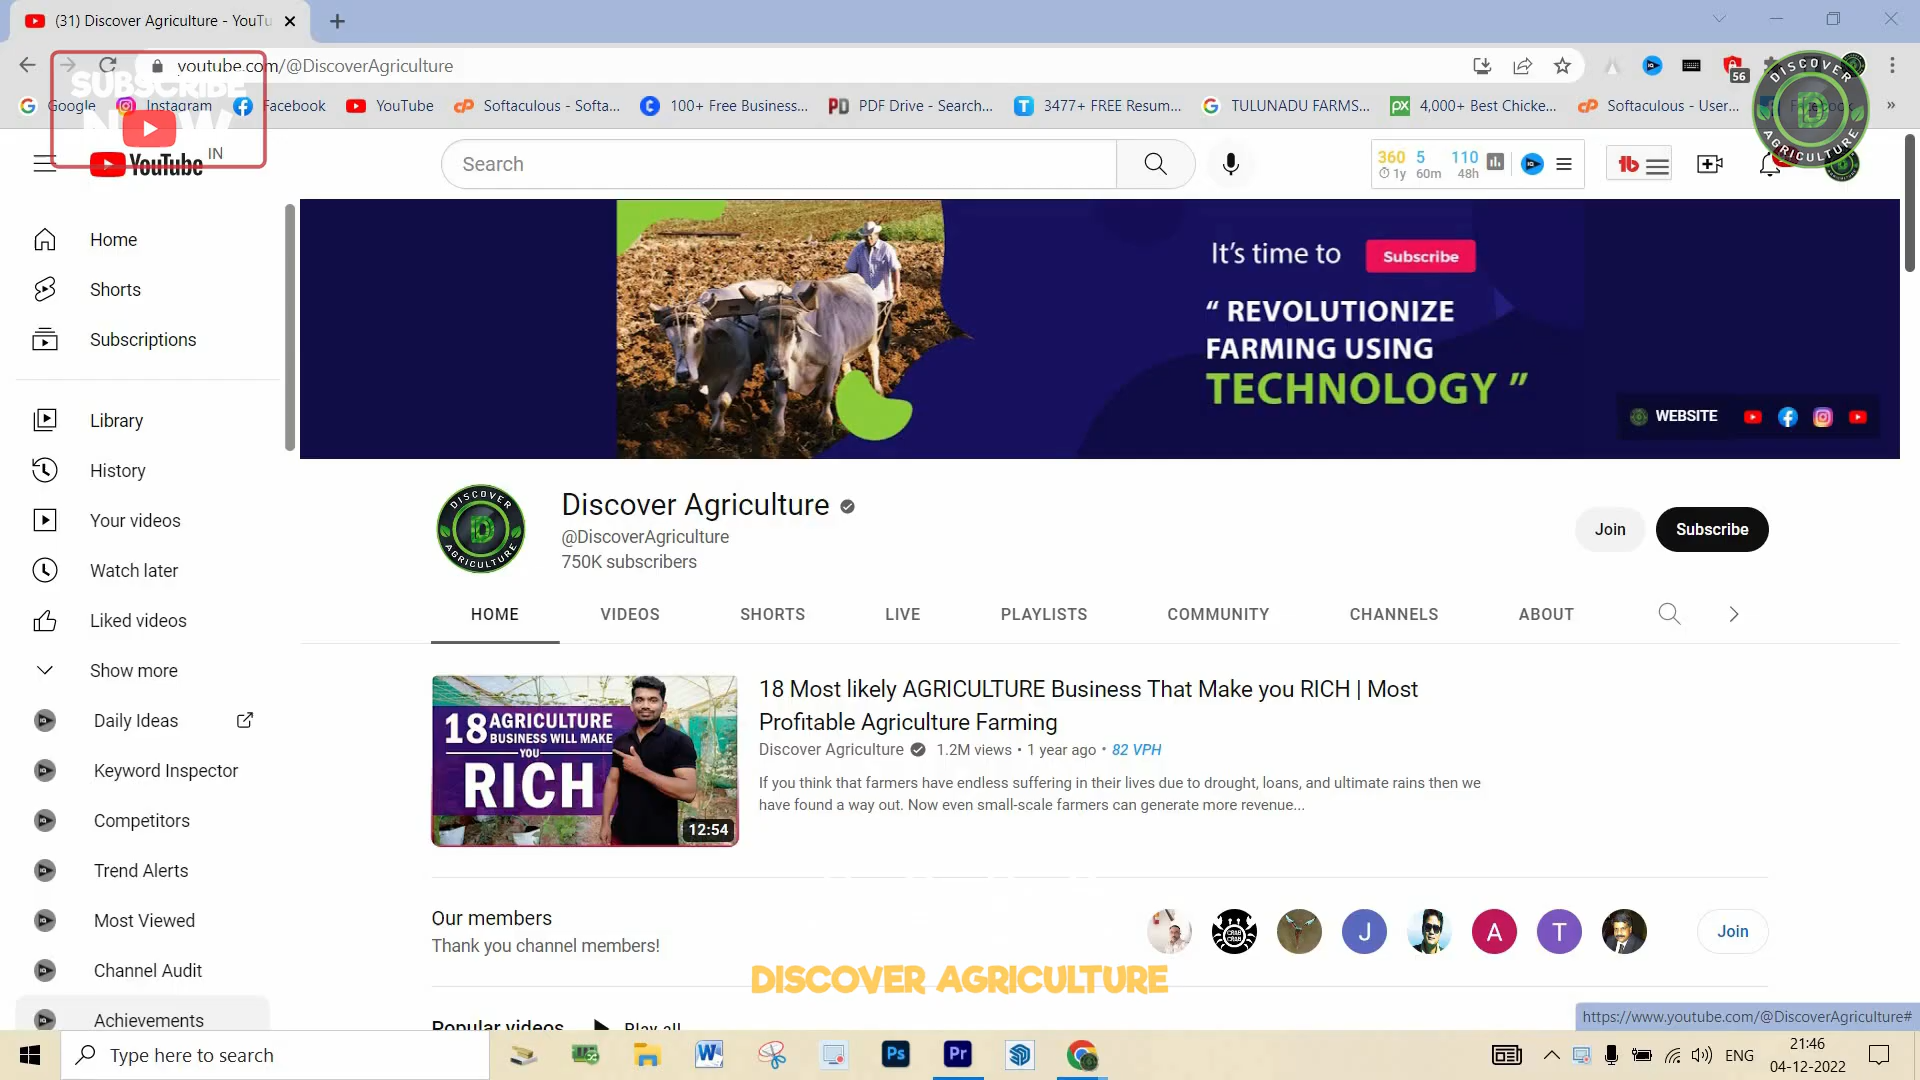 (31) Discover Agriculture - YouTu
youtube.com/@DiscoverAgriculture
SUBSCRIBE
NOW
56
DISCOVER
D
AGRICULTURE
Google
Instagram
Facebook
YouTube
Softaculous - Softa...
100+ Free Business...
PDF Drive - Search...
3477+ FREE Resum...
TULUNADU FARMS...
4,000+ Best Chicke...
Softaculous - User...
»
YouTube IN
Search
360 5 110
1y 60m 48h
Home
Shorts
Subscriptions
Library
History
Your videos
Watch later
Liked videos
Show more
Daily Ideas
Keyword Inspector
Competitors
Trend Alerts
Most Viewed
Channel Audit
Achievements
It's time to Subscribe
“ REVOLUTIONIZE
FARMING USING
TECHNOLOGY ”
WEBSITE
DISCOVER
D
AGRICULTURE
Discover Agriculture
@DiscoverAgriculture
750K subscribers
Join
Subscribe
HOME VIDEOS SHORTS LIVE PLAYLISTS COMMUNITY CHANNELS ABOUT
18 AGRICULTURE
BUSINESS WILL MAKE
YOU
RICH
12:54
18 Most likely AGRICULTURE Business That Make you RICH | Most
Profitable Agriculture Farming
Discover Agriculture 1.2M views • 1 year ago • 82 VPH
If you think that farmers have endless suffering in their lives due to drought, loans, and ultimate rains then we
have found a way out. Now even small-scale farmers can generate more revenue...
Our members
Thank you channel members!
CRAB
CRAB
J
A
T
Join
DISCOVER AGRICULTURE
Popular videos Play all
https://www.youtube.com/@DiscoverAgriculture#
Type here to search
W
Ps
Pr
ENG
21:46
04-12-2022